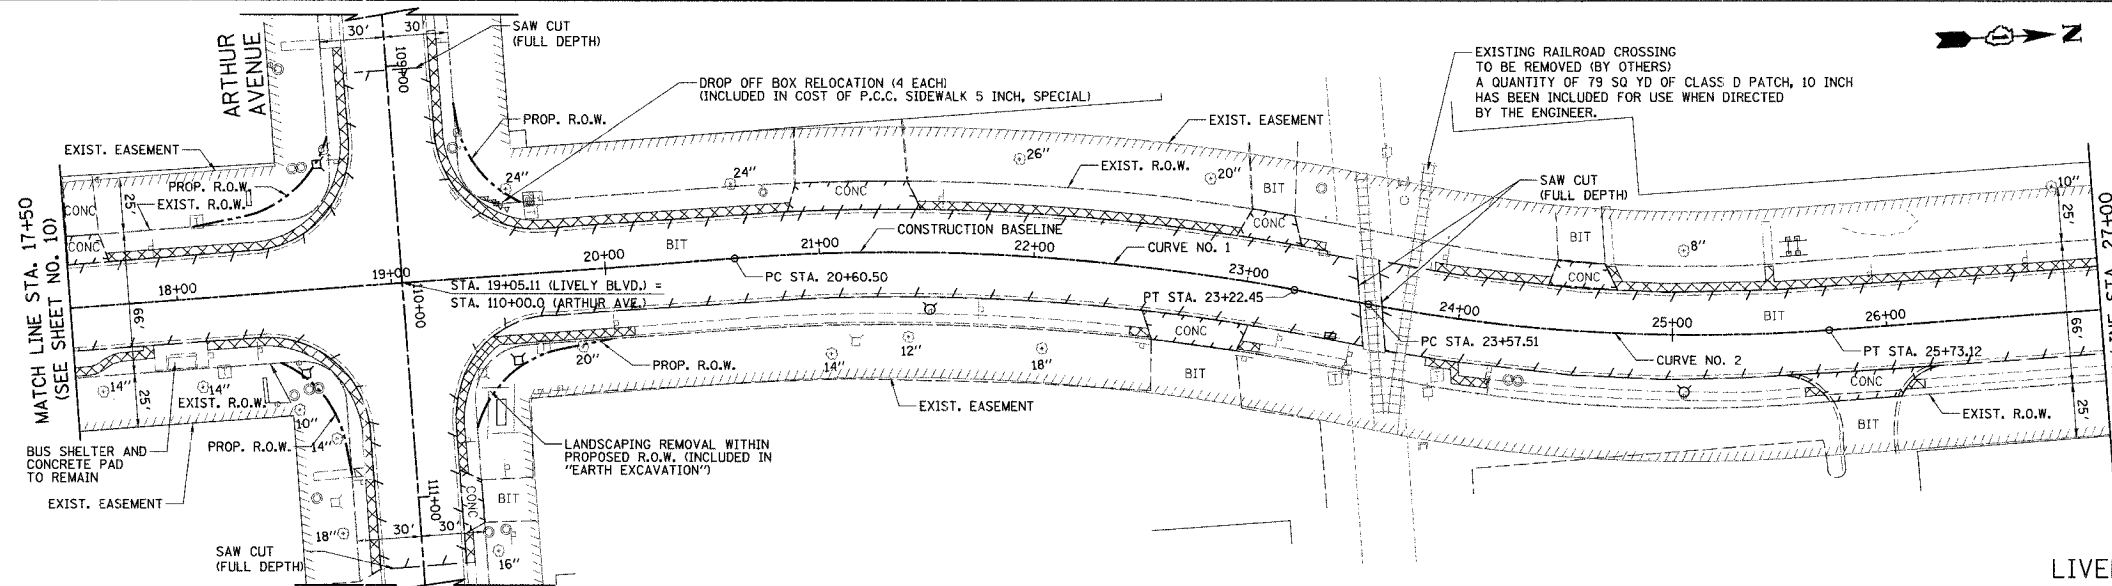 ARTHUR
AVENUE
30'
30'
109+00
SAW CUT
(FULL DEPTH)
DROP OFF BOX RELOCATION (4 EACH)
(INCLUDED IN COST OF P.C.C. SIDEWALK 5 INCH, SPECIAL)
PROP. R.O.W.
EXIST. EASEMENT
EXISTING RAILROAD CROSSING
TO BE REMOVED (BY OTHERS)
A QUANTITY OF 79 SQ YD OF CLASS D PATCH, 10 INCH
HAS BEEN INCLUDED FOR USE WHEN DIRECTED
BY THE ENGINEER.
N
EXIST. EASEMENT
PROP. R.O.W.
EXIST. R.O.W.
25'
CONC
CONC
24"
24"
CONC
26"
EXIST. R.O.W.
20"
BIT
CONC
SAW CUT
(FULL DEPTH)
BIT
CONC
8"
10"
25'
MATCH LINE STA. 17+50
(SEE SHEET NO. 10)
18+00
19+00
110+00
STA. 19+05.11 (LIVELY BLVD.) =
STA. 110+00.0 (ARTHUR AVE.)
20+00
BIT
PC STA. 20+60.50
21+00
CONSTRUCTION BASELINE
22+00
CURVE NO. 1
23+00
PT STA. 23+22.45
24+00
PC STA. 23+57.51
25+00
CURVE NO. 2
BIT
26+00
PT STA. 25+73.12
66'
27+00
LINE STA.
66'
14"
14"
25'
EXIST. R.O.W.
10"
PROP. R.O.W.
14"
BUS SHELTER AND
CONCRETE PAD
TO REMAIN
EXIST. EASEMENT
18"
SAW CUT
(FULL DEPTH)
30'
30'
111+00
CONC
BIT
16"
20"
PROP. R.O.W.
14"
12"
18"
CONC
BIT
EXIST. EASEMENT
LANDSCAPING REMOVAL WITHIN
PROPOSED R.O.W. (INCLUDED IN
"EARTH EXCAVATION")
CONC
BIT
EXIST. R.O.W.
25'
LIVE